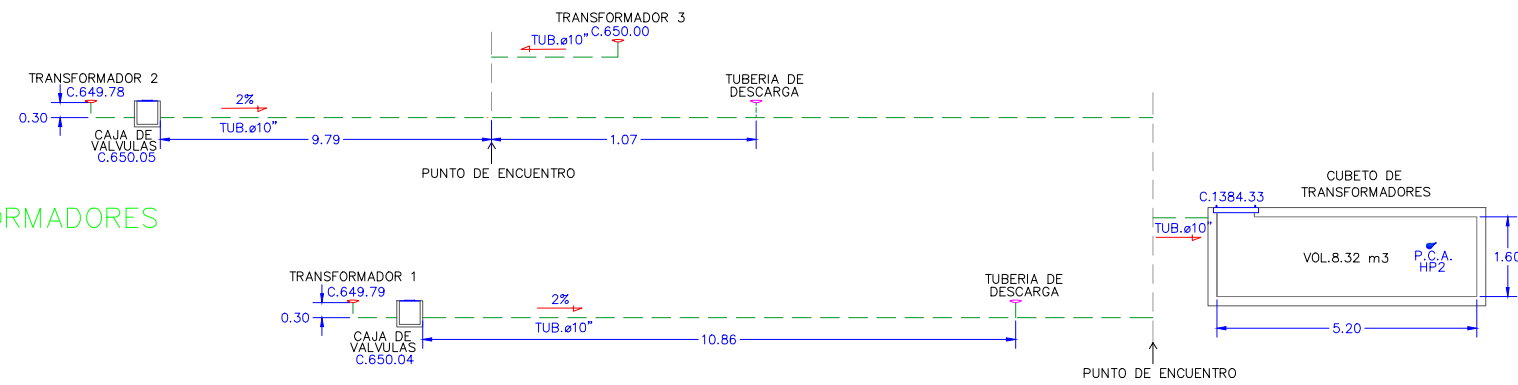 TRANSFORMADOR 3
C.650.00
TUB.ø10"
TRANSFORMADOR 2
C.649.78
0.30
2%
TUB.ø10"
CAJA DE
VALVULAS
C.650.05
9.79
1.07
TUBERIA DE
DESCARGA
PUNTO DE ENCUENTRO
ORMADORES
CUBETO DE
TRANSFORMADORES
C.1384.33
TUB.ø10"
VOL.8.32 m3
P.C.A.
HP2
1.60
5.20
TRANSFORMADOR 1
C.649.79
0.30
2%
TUB.ø10"
CAJA DE
VALVULAS
C.650.04
10.86
TUBERIA DE
DESCARGA
PUNTO DE ENCUENTRO